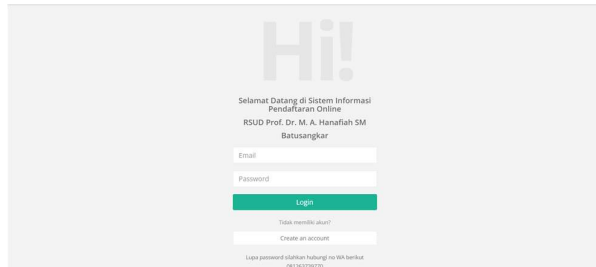 Hi!
Selamat Datang di Sistem Informasi
Pendaftaran Online
RSUD Prof. Dr. M. A. Hanafiah SM
Batusangkar
Email
Password
Login
Tidak memiliki akun?
Create an account
Lupa password silahkan hubungi no WA berikut